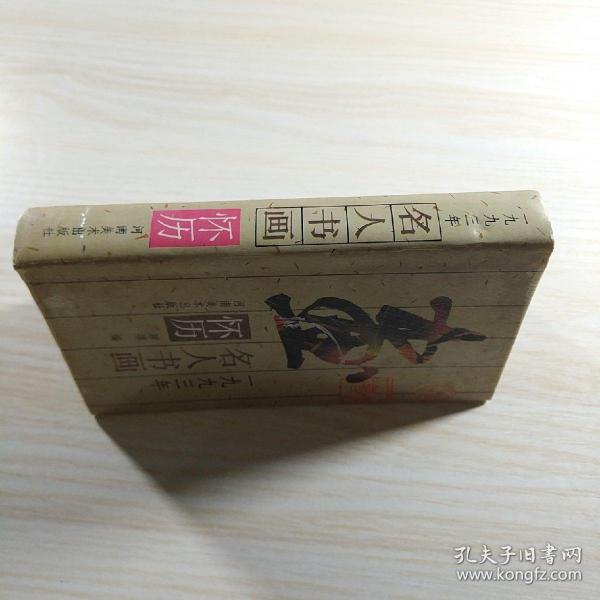 一九九三年
名人书画
怀历
河南美术出版社
一九九三年
名人书画
怀历
河南美术出版社
孔夫子旧書网
www.kongfz.com